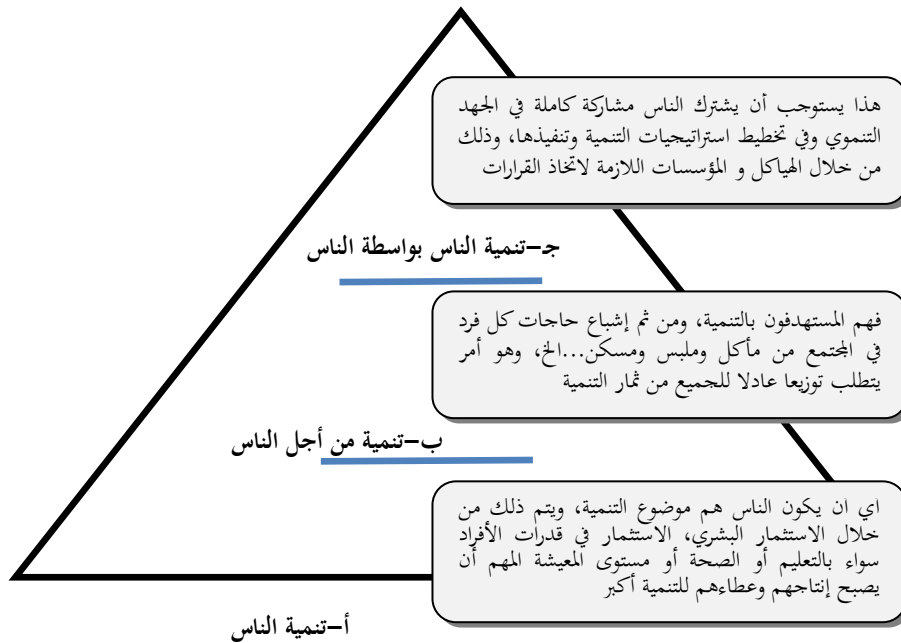 هذا يستوجب أن يشترك الناس مشاركة كاملة في الجهد
التنموي وفي تخطيط استراتيجيات التنمية وتنفيذها، وذلك
من خلال الهياكل و المؤسسات اللازمة لاتخاذ القرارات
جـ–تنمية الناس بواسطة الناس
فهم المستهدفون بالتنمية، ومن ثم إشباع حاجات كل فرد
في المجتمع من مأكل وملبس ومسكن...الخ، وهو أمر
يتطلب توزيعا عادلا للجميع من ثمار التنمية
ب–تنمية من أجل الناس
اي ان يكون الناس هم موضوع التنمية، ويتم ذلك من
خلال الاستثمار البشري، الاستثمار في قدرات الأفراد
سواء بالتعليم أو الصحة أو مستوى المعيشة المهم أن
يصبح إنتاجهم وعطاءهم للتنمية أكبر
أ–تنمية الناس